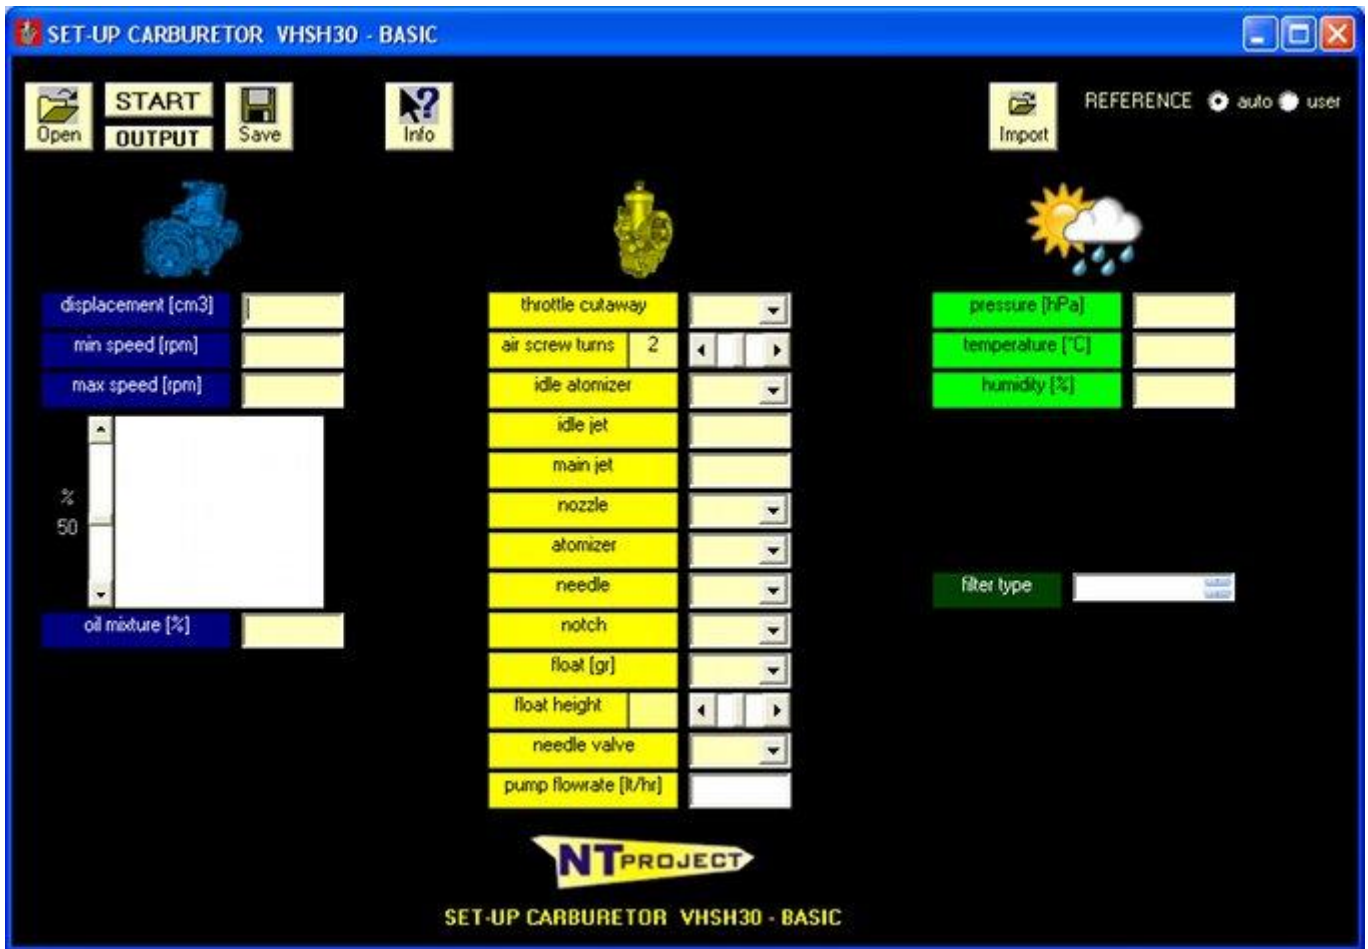 SET-UP CARBURETOR VHSH30 - BASIC
Open
START
OUTPUT
Save
Info
Import
REFERENCE auto user
displacement [cm3]
min speed [rpm]
max speed [rpm]
%
50
oil mixture [%]
throttle cutaway
air screw turns 2
idle atomizer
idle jet
main jet
nozzle
atomizer
needle
notch
float [gr]
float height
needle valve
pump flowrate [lt/hr]
pressure [hPa]
temperature [°C]
humidity [%]
filter type
NT PROJECT
SET-UP CARBURETOR VHSH30 - BASIC